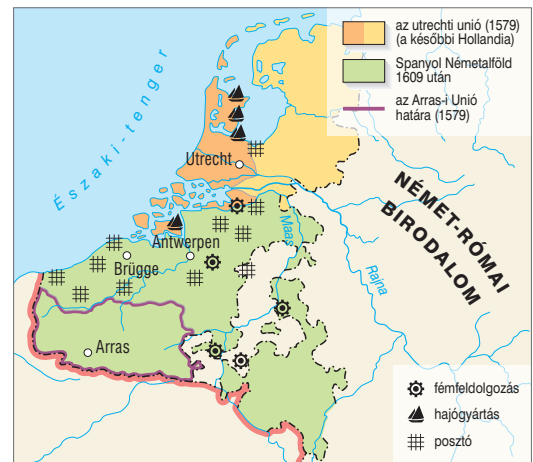 az utrechti unió (1579)
(a későbbi Hollandia)
Spanyol Németalföld
1609 után
az Arras-i Unió
határa (1579)
Északi-tenger
Utrecht
NÉMET-RÓMAI
BIRODALOM
Maas
Antwerpen
Brügge
Rajna
Arras
fémfeldolgozás
hajógyártás
posztó